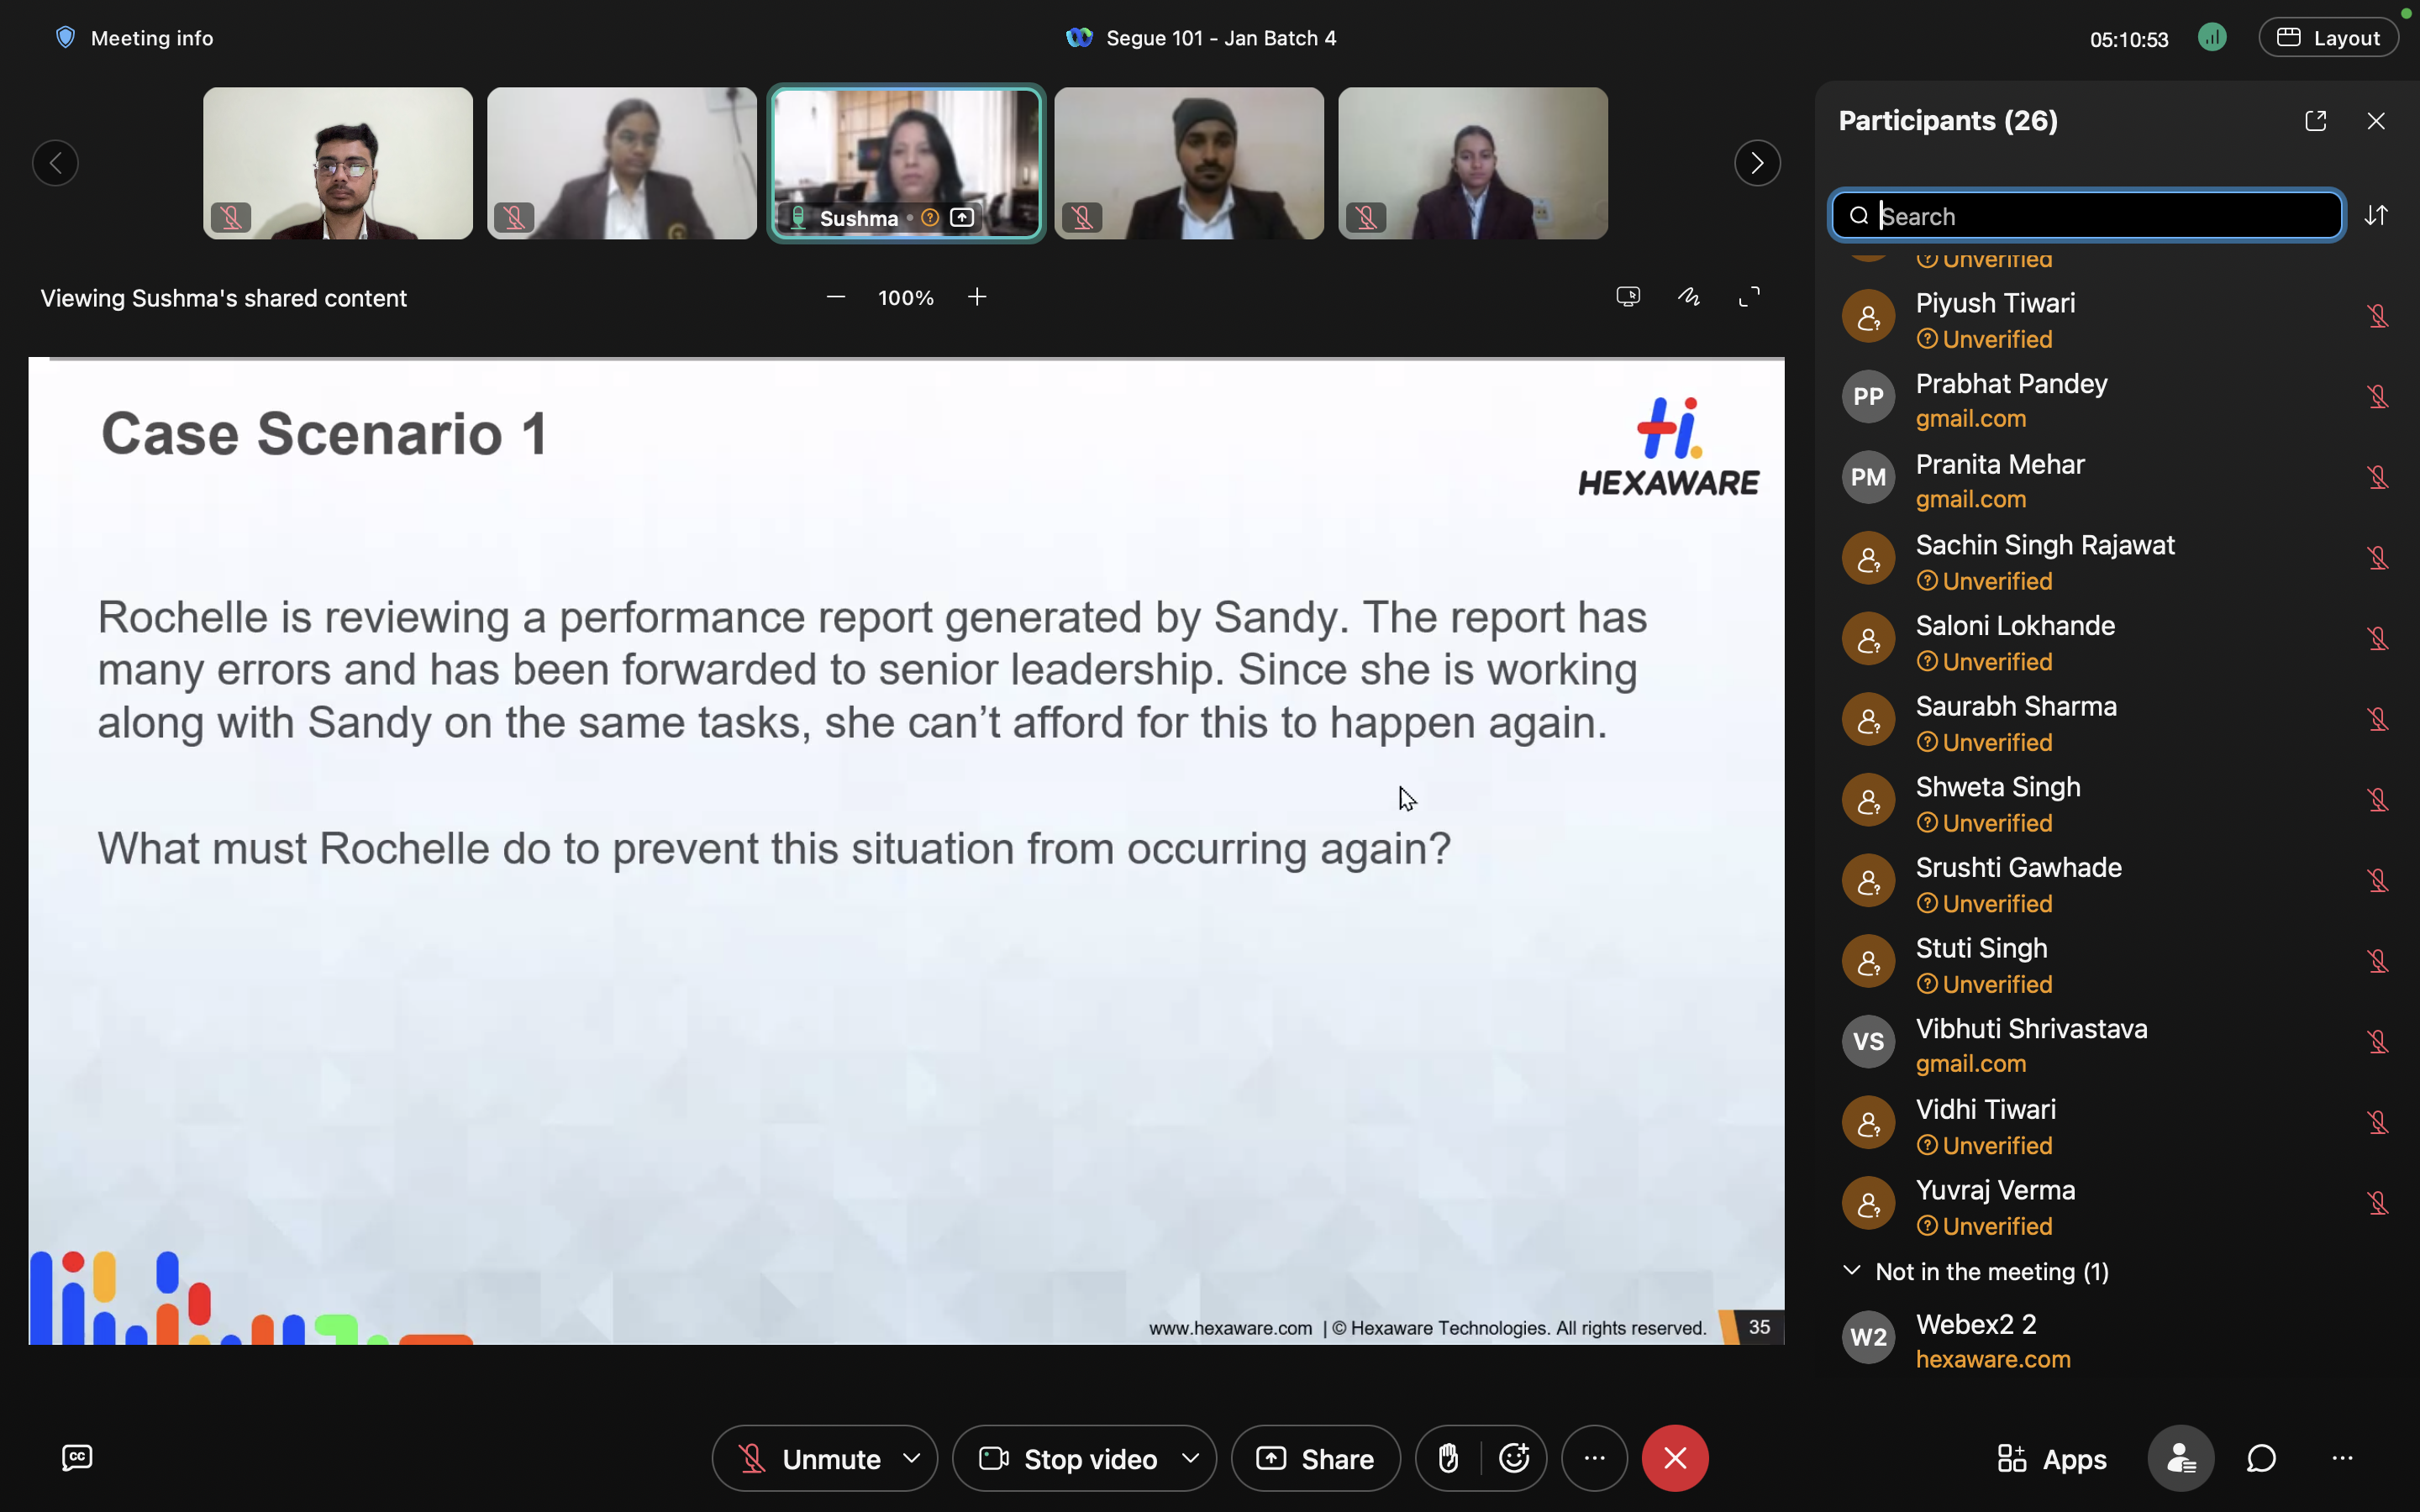 Meeting info
Segue 101 - Jan Batch 4
05:10:53
Layout
Sushma
Viewing Sushma's shared content
100%
Case Scenario 1
HEXAWARE
Rochelle is reviewing a performance report generated by Sandy. The report has
many errors and has been forwarded to senior leadership. Since she is working
along with Sandy on the same tasks, she can’t afford for this to happen again.
What must Rochelle do to prevent this situation from occurring again?
www.hexaware.com | © Hexaware Technologies. All rights reserved.
35
Participants (26)
Search
Unverified
Piyush Tiwari
Unverified
PP
Prabhat Pandey
gmail.com
PM
Pranita Mehar
gmail.com
Sachin Singh Rajawat
Unverified
Saloni Lokhande
Unverified
Saurabh Sharma
Unverified
Shweta Singh
Unverified
Srushti Gawhade
Unverified
Stuti Singh
Unverified
VS
Vibhuti Shrivastava
gmail.com
Vidhi Tiwari
Unverified
Yuvraj Verma
Unverified
Not in the meeting (1)
W2
Webex2 2
hexaware.com
CC
Unmute
Stop video
Share
Apps